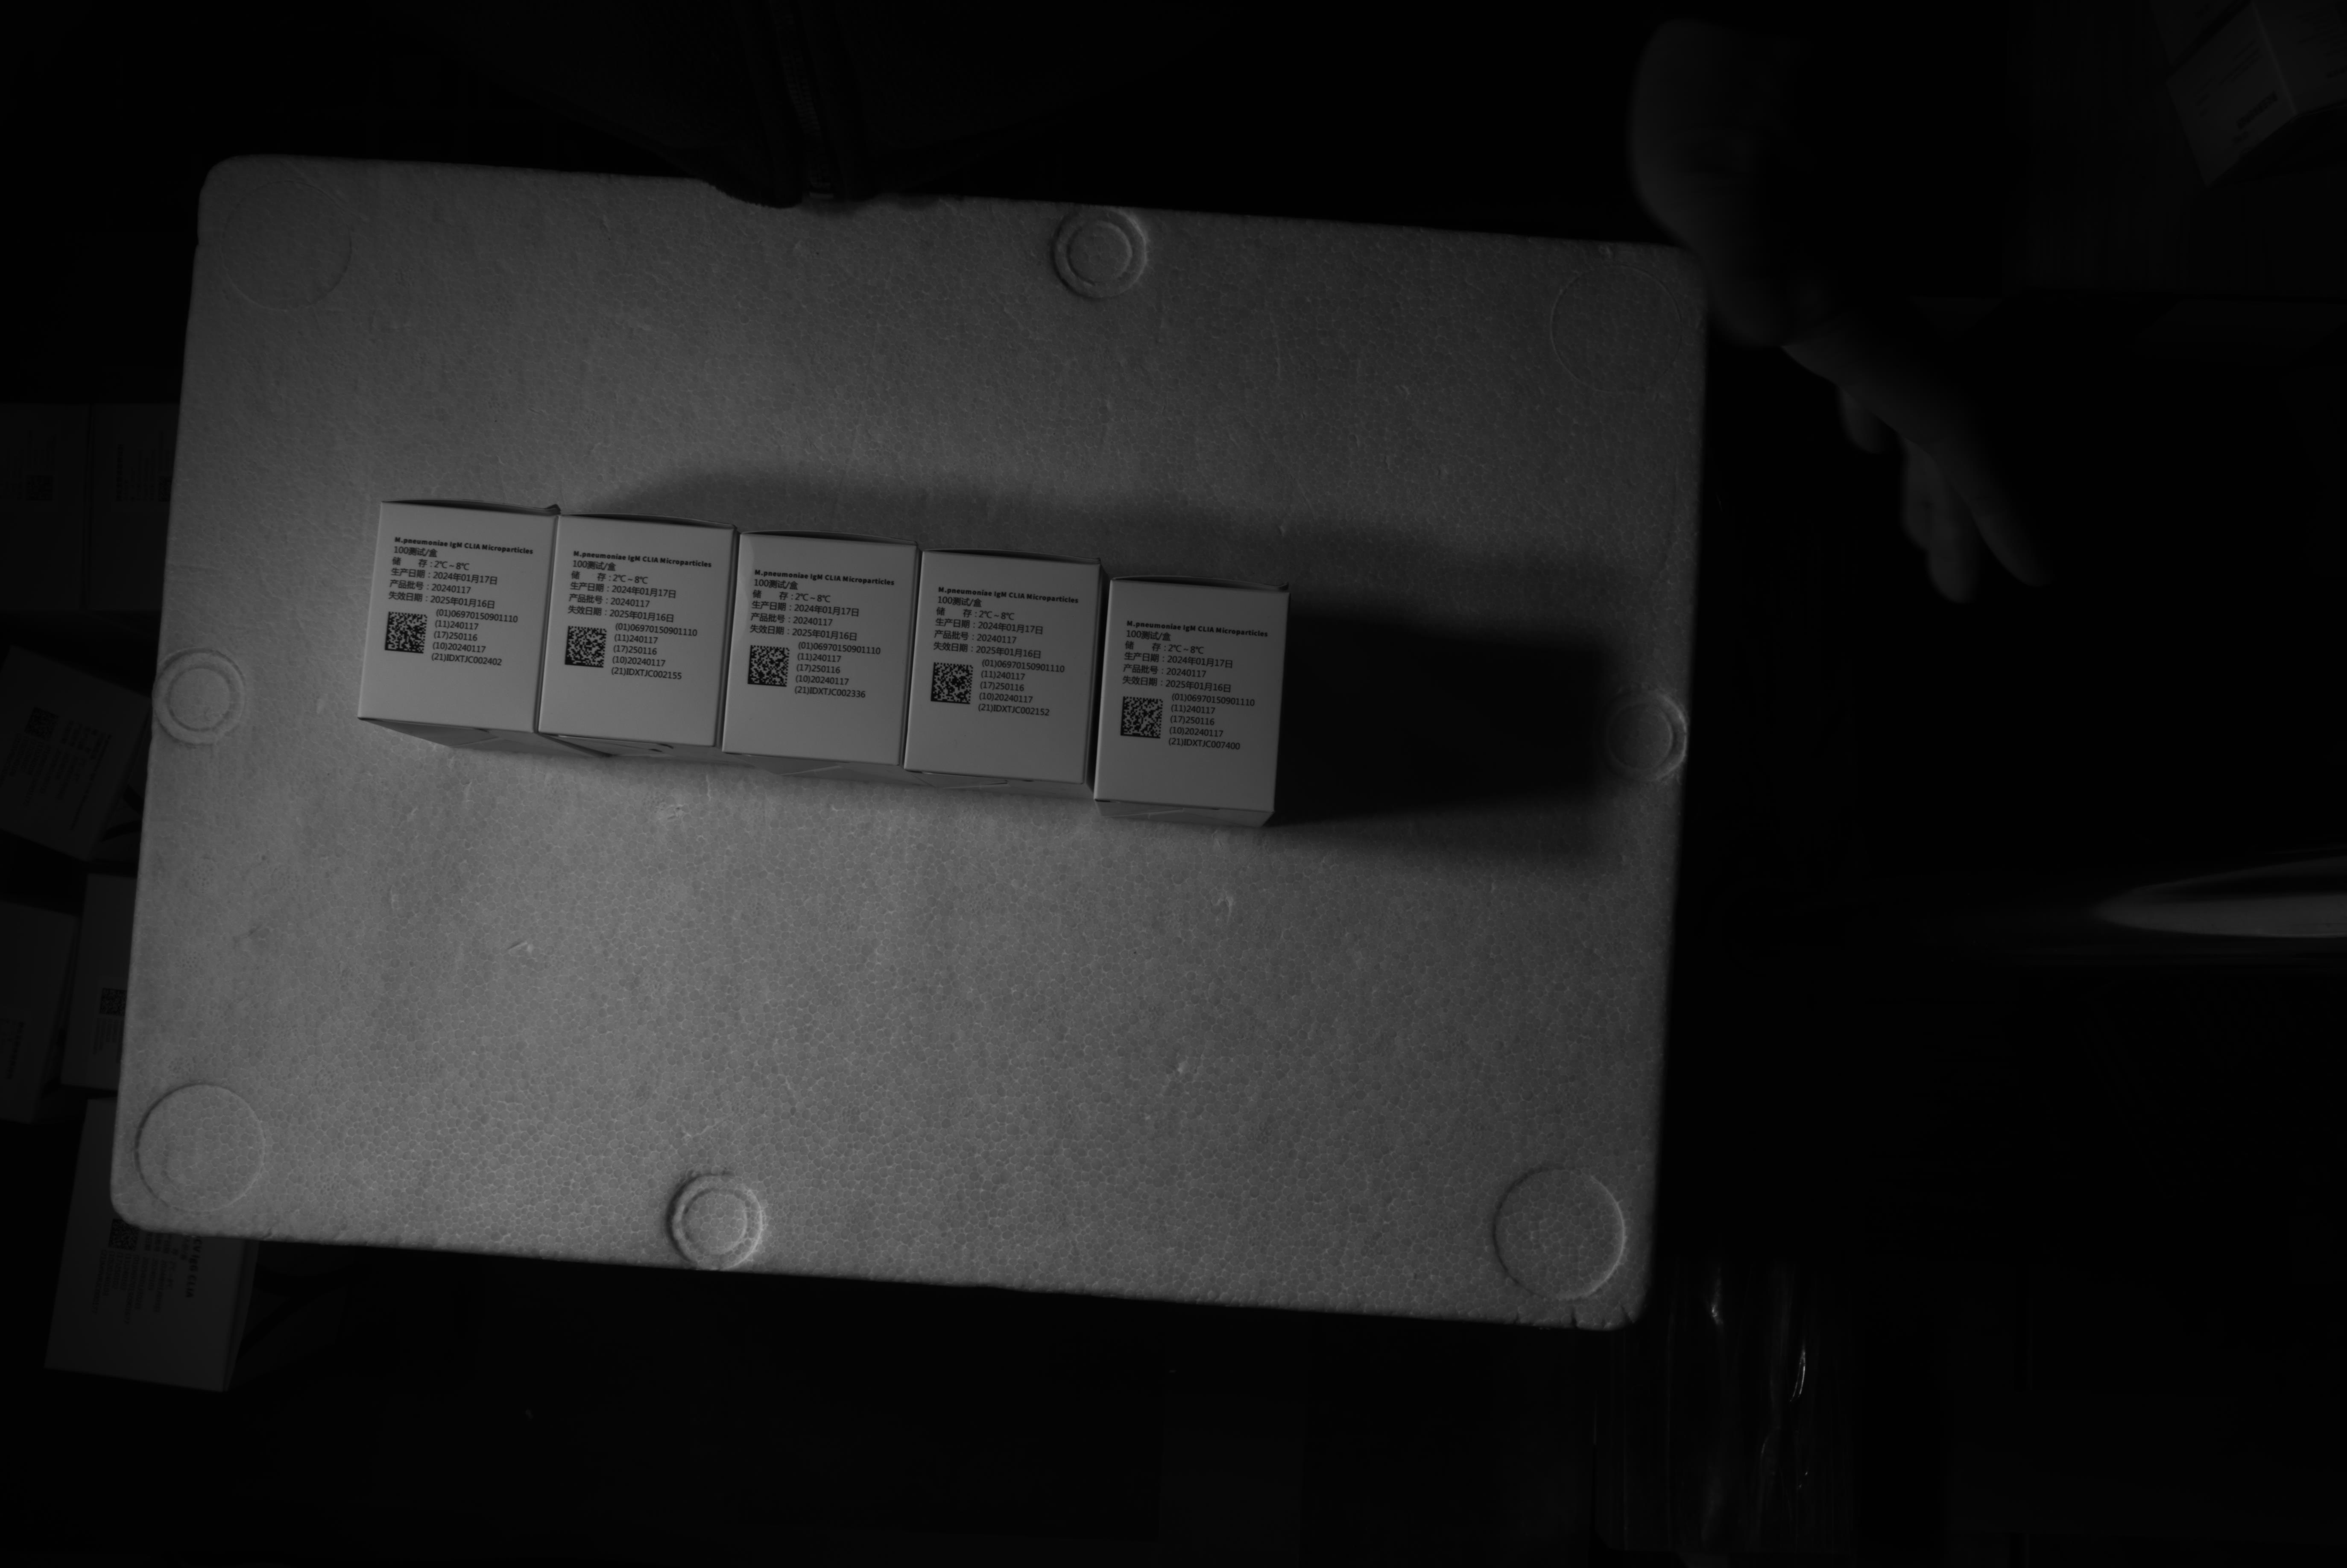 M.pneumoniae IgM CLIA Microparticles
100测试/盒
储 存：2℃~8℃
生产日期：2024年01月17日
产品批号：20240117
失效日期：2025年01月16日
(01)06970150901110
(11)240117
(17)250116
(10)20240117
(21)IDXTJC002402
M.pneumoniae IgM CLIA Microparticles
100测试/盒
储 存：2℃~8℃
生产日期：2024年01月17日
产品批号：20240117
失效日期：2025年01月16日
(01)06970150901110
(11)240117
(17)250116
(10)20240117
(21)IDXTJC002155
M.pneumoniae IgM CLIA Microparticles
100测试/盒
储 存：2℃~8℃
生产日期：2024年01月17日
产品批号：20240117
失效日期：2025年01月16日
(01)06970150901110
(11)240117
(17)250116
(10)20240117
(21)IDXTJC002336
M.pneumoniae IgM CLIA Microparticles
100测试/盒
储 存：2℃~8℃
生产日期：2024年01月17日
产品批号：20240117
失效日期：2025年01月16日
(01)06970150901110
(11)240117
(17)250116
(10)20240117
(21)IDXTJC002152
M.pneumoniae IgM CLIA Microparticles
100测试/盒
储 存：2℃~8℃
生产日期：2024年01月17日
产品批号：20240117
失效日期：2025年01月16日
(01)06970150901110
(11)240117
(17)250116
(10)20240117
(21)IDXTJC007400